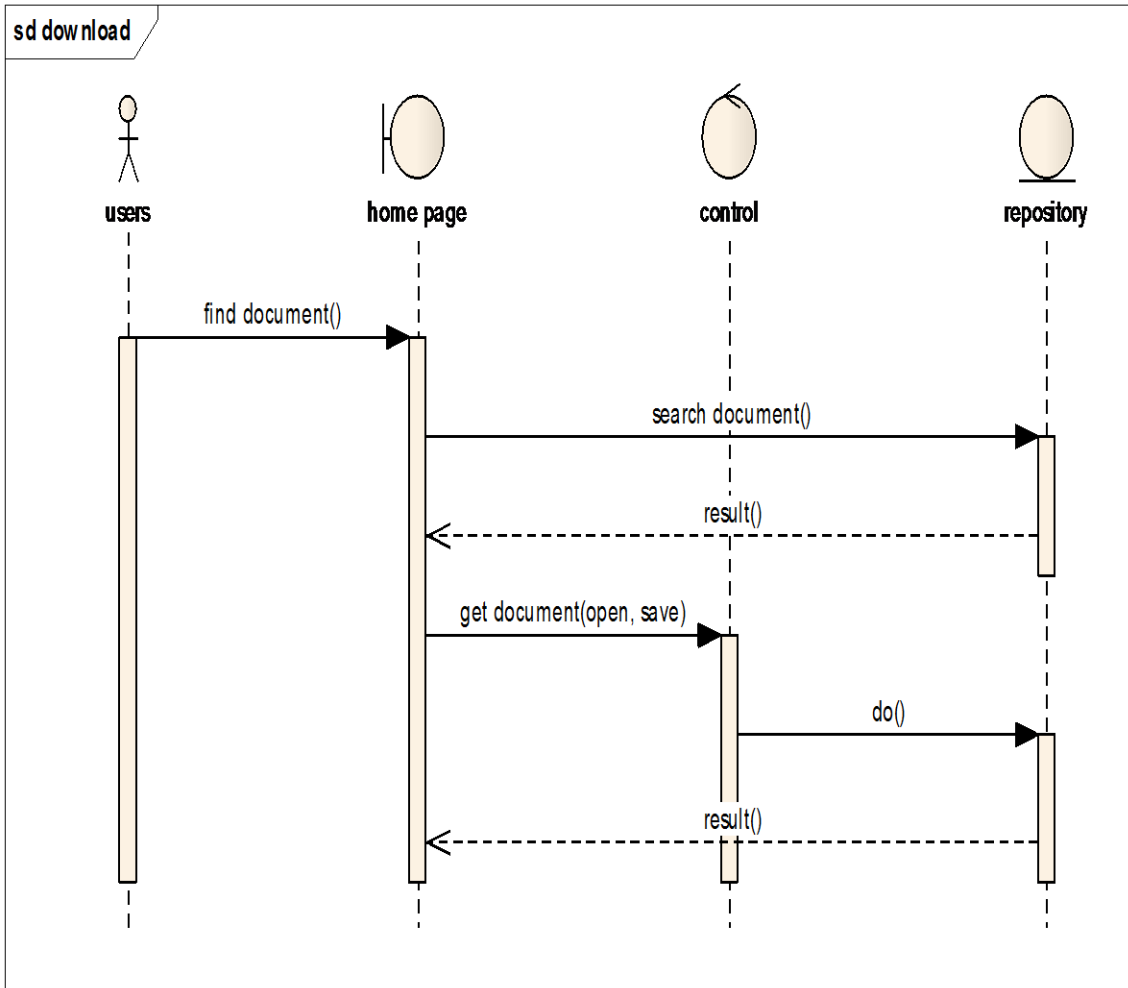 sd download
users
home page
control
repository
find document()
search document()
result()
get document(open, save)
do()
result()